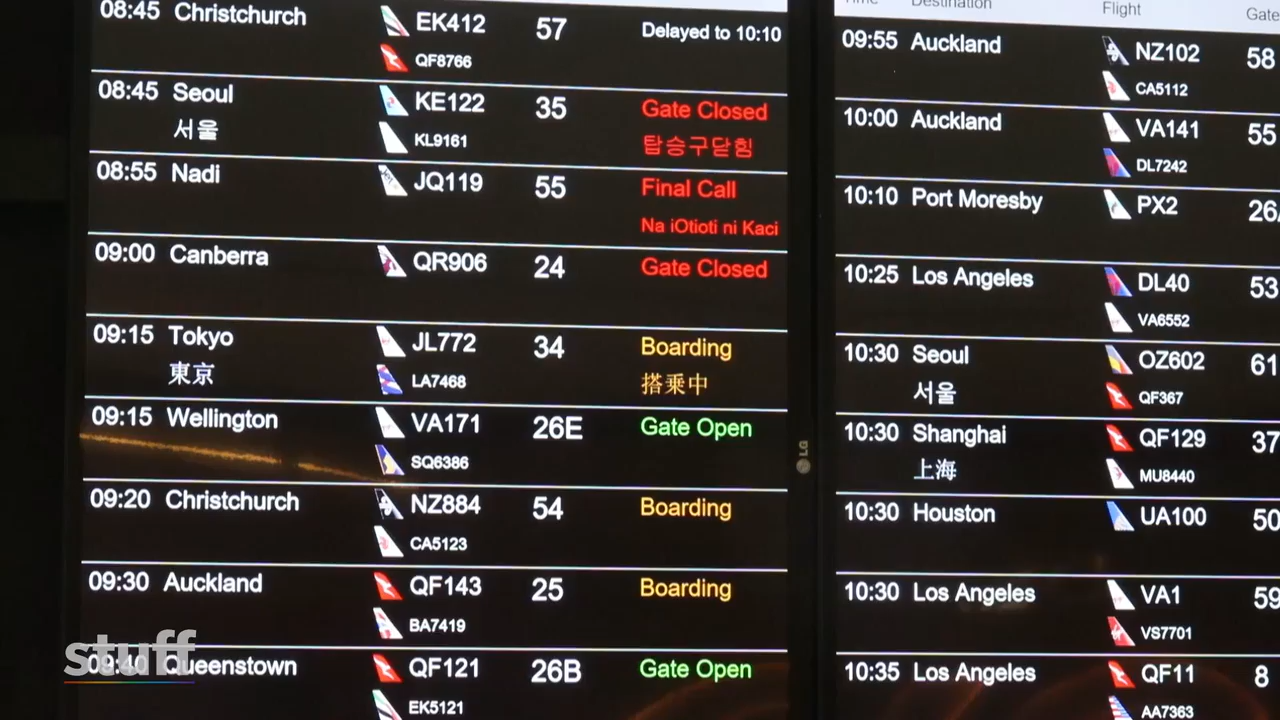 08:45 Christchurch EK412 57 Delayed to 10:10
QF8766
08:45 Seoul KE122 35 Gate Closed
서울 KL9161 탑승구닫힘
08:55 Nadi JQ119 55 Final Call
Na iOtioti ni Kaci
09:00 Canberra QR906 24 Gate Closed
09:15 Tokyo JL772 34 Boarding
東京 LA7468 搭乗中
09:15 Wellington VA171 26E Gate Open
SQ6386
09:20 Christchurch NZ884 54 Boarding
CA5123
09:30 Auckland QF143 25 Boarding
BA7419
09:40 Queenstown QF121 26B Gate Open
EK5121
Time Destination Flight Gate
09:55 Auckland NZ102 58
CA5112
10:00 Auckland VA141 55
DL7242
10:10 Port Moresby PX2 26
10:25 Los Angeles DL40 53
VA6552
10:30 Seoul OZ602 61
서울 QF367
10:30 Shanghai QF129 37
上海 MU8440
10:30 Houston UA100 50
10:30 Los Angeles VA1 59
VS7701
10:35 Los Angeles QF11 8
AA7363
LG
stuff